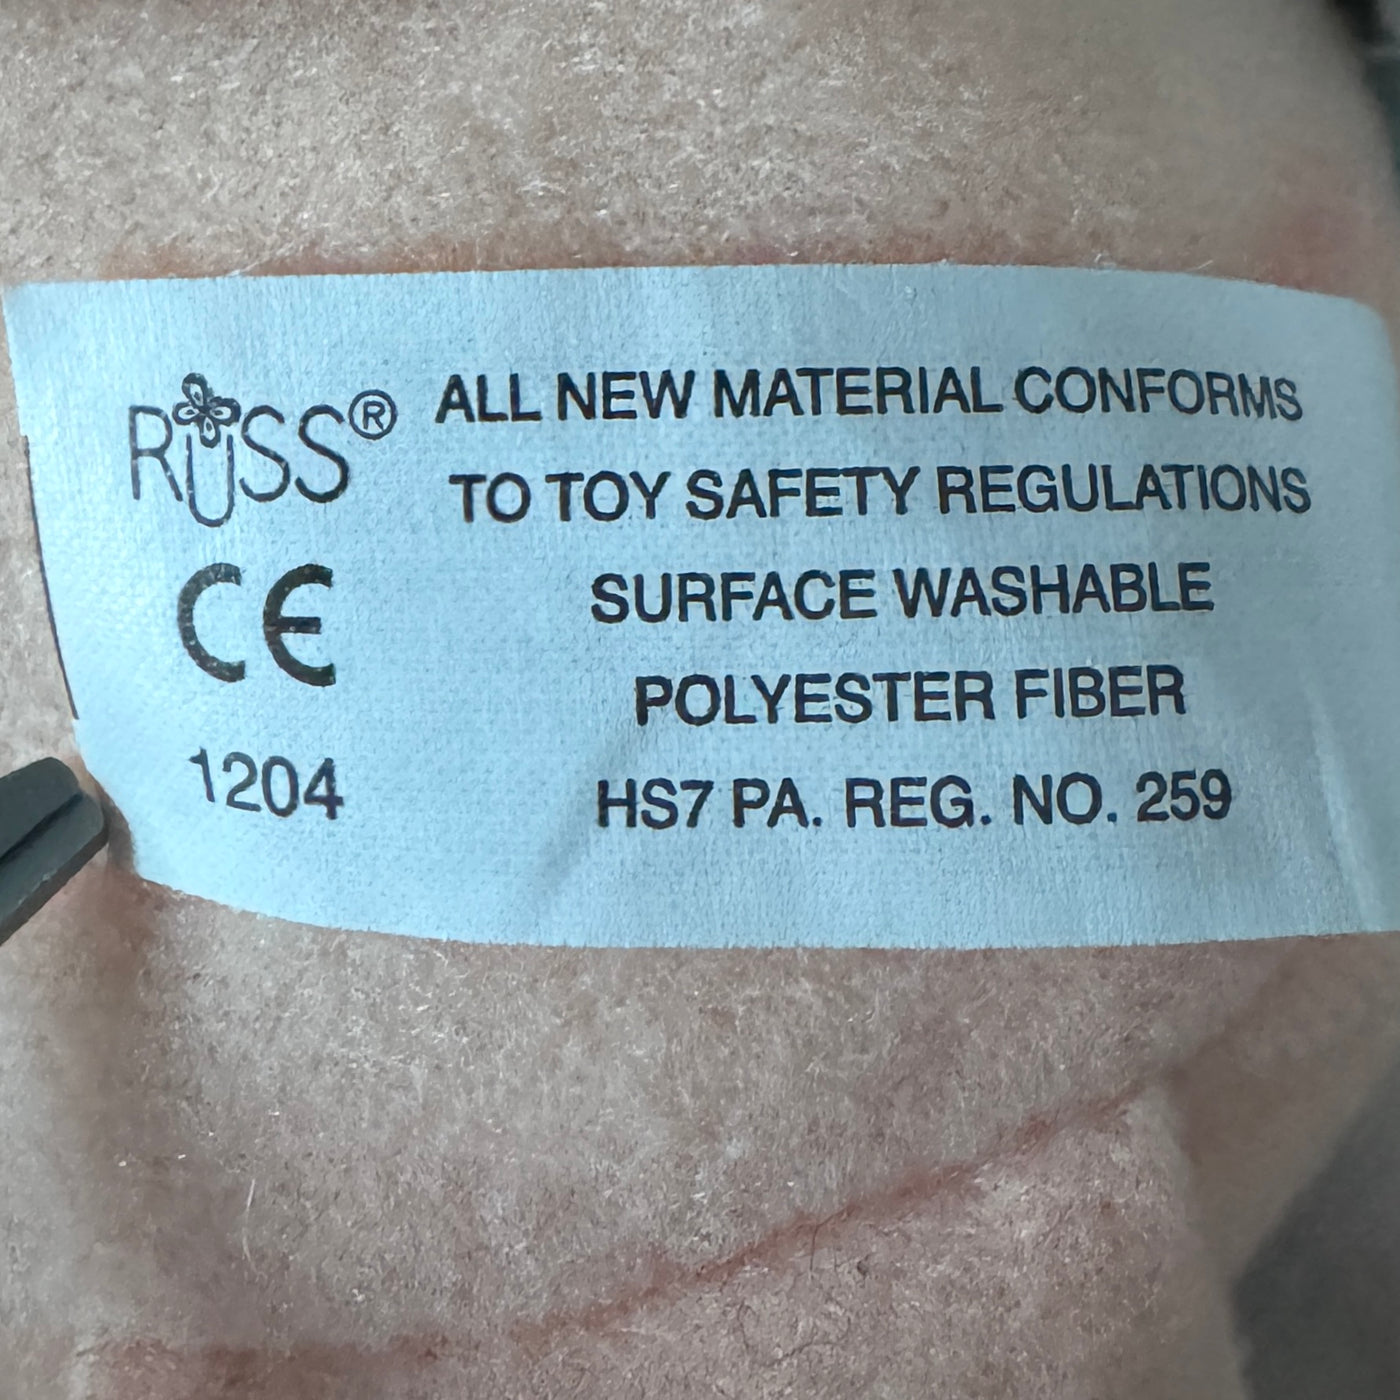 RUSS®
CE
1204
ALL NEW MATERIAL CONFORMS
TO TOY SAFETY REGULATIONS
SURFACE WASHABLE
POLYESTER FIBER
HS7 PA. REG. NO. 259